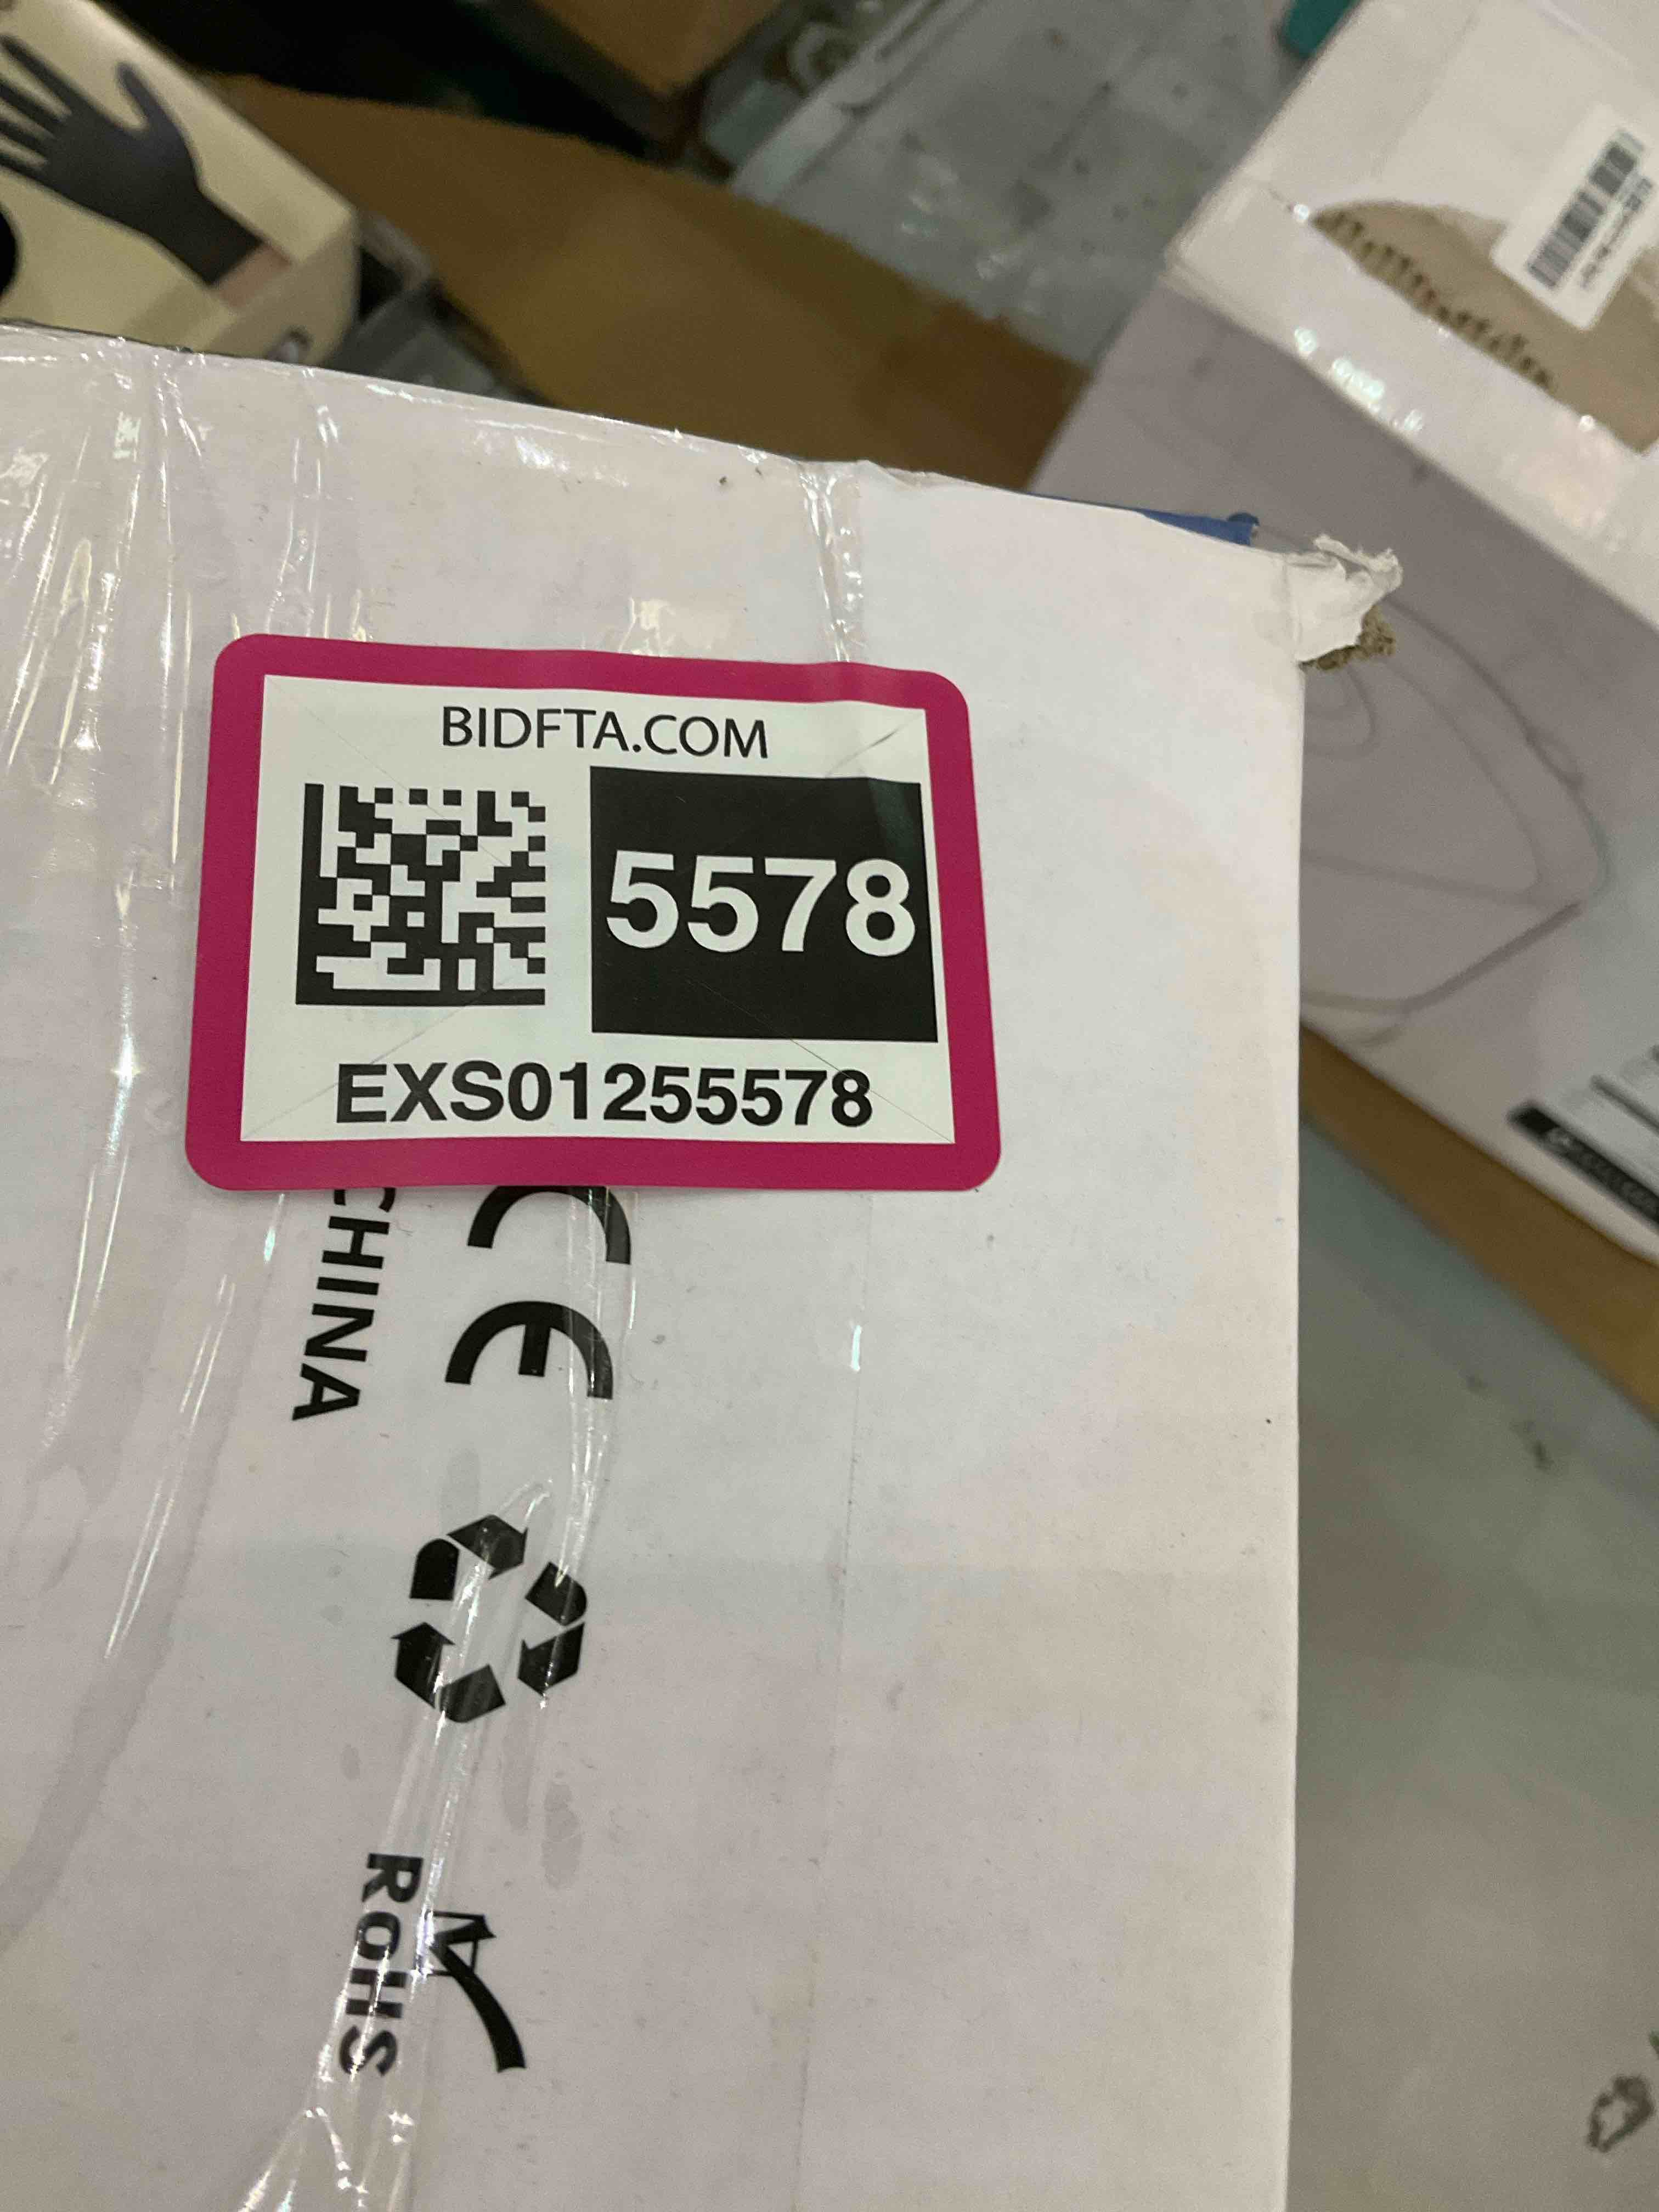 BIDFTA.COM
5578
EXS01255578
CHINA
CE
RoHS